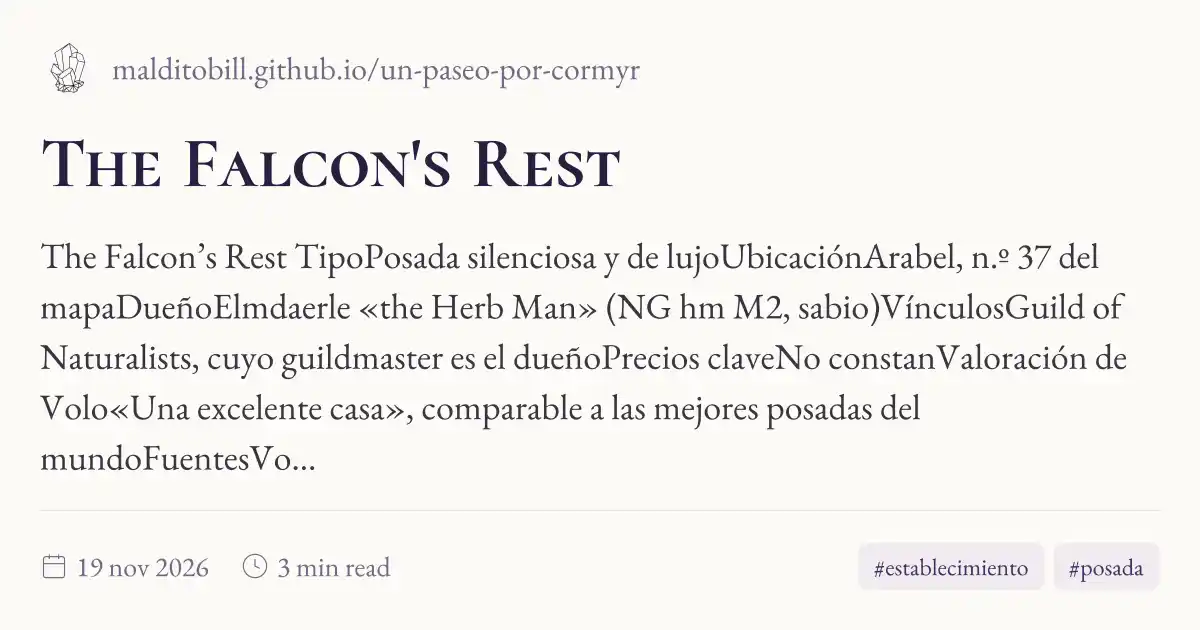 malditobill.github.io/un-paseo-por-cormyr
The Falcon's Rest
The Falcon’s Rest TipoPosada silenciosa y de lujoUbicaciónArabel, n.º 37 del
mapaDueñoElmdaerle «the Herb Man» (NG hm M2, sabio)VínculosGuild of
Naturalists, cuyo guildmaster es el dueñoPrecios claveNo constanValoración de
Volo«Una excelente casa», comparable a las mejores posadas del
mundoFuentesVo...
19 nov 2026 3 min read #establecimiento #posada